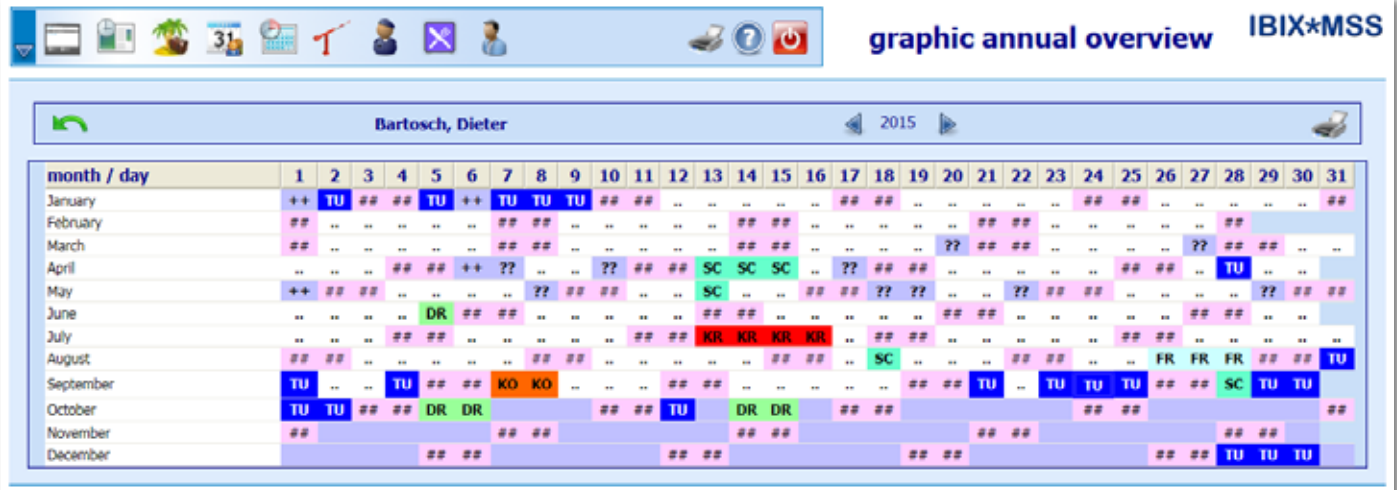 31
graphic annual overview IBIX*MSS
Bartosch, Dieter 2015
month / day 1 2 3 4 5 6 7 8 9 10 11 12 13 14 15 16 17 18 19 20 21 22 23 24 25 26 27 28 29 30 31
January ++ TU ## ## TU ++ TU TU TU ## ## .. .. .. .. .. ## ## .. .. .. .. .. ## ## .. .. .. .. .. ##
February ## .. .. .. .. .. ## ## .. .. .. .. .. ## ## .. .. .. .. .. ## ## .. .. .. .. .. ##
March ## .. .. .. .. .. ## ## .. .. .. .. .. ## ## .. .. .. .. ?? ## ## .. .. .. .. ?? ## ## .. ..
April .. .. .. ## ## ++ ?? .. .. ?? ## ## SC SC SC .. ?? ## ## .. .. .. .. .. ## ## .. TU .. ..
May ++ ## ## .. .. .. .. ?? ## ## .. .. SC .. .. ## ## ?? ?? .. .. ?? ## ## .. .. .. .. ?? ## ##
June .. .. .. .. DR ## ## .. .. .. .. .. ## ## .. .. .. .. .. ## ## .. .. .. .. .. ## ## .. ..
July .. .. .. ## ## .. .. .. .. .. ## ## KR KR KR KR .. ## ## .. .. .. .. .. ## ## .. .. .. .. ..
August ## ## .. .. .. .. .. ## ## .. .. .. .. .. ## ## .. SC .. .. .. ## ## .. .. FR FR FR ## ## TU
September TU .. .. TU ## ## KO KO .. .. .. ## ## .. .. .. .. .. ## ## TU .. TU TU TU ## ## SC TU TU
October TU TU ## ## DR DR ## ## TU DR DR ## ## ## ## ##
November ## ## ## ## ## ## ## ## ##
December ## ## ## ## ## ## ## ## TU TU TU